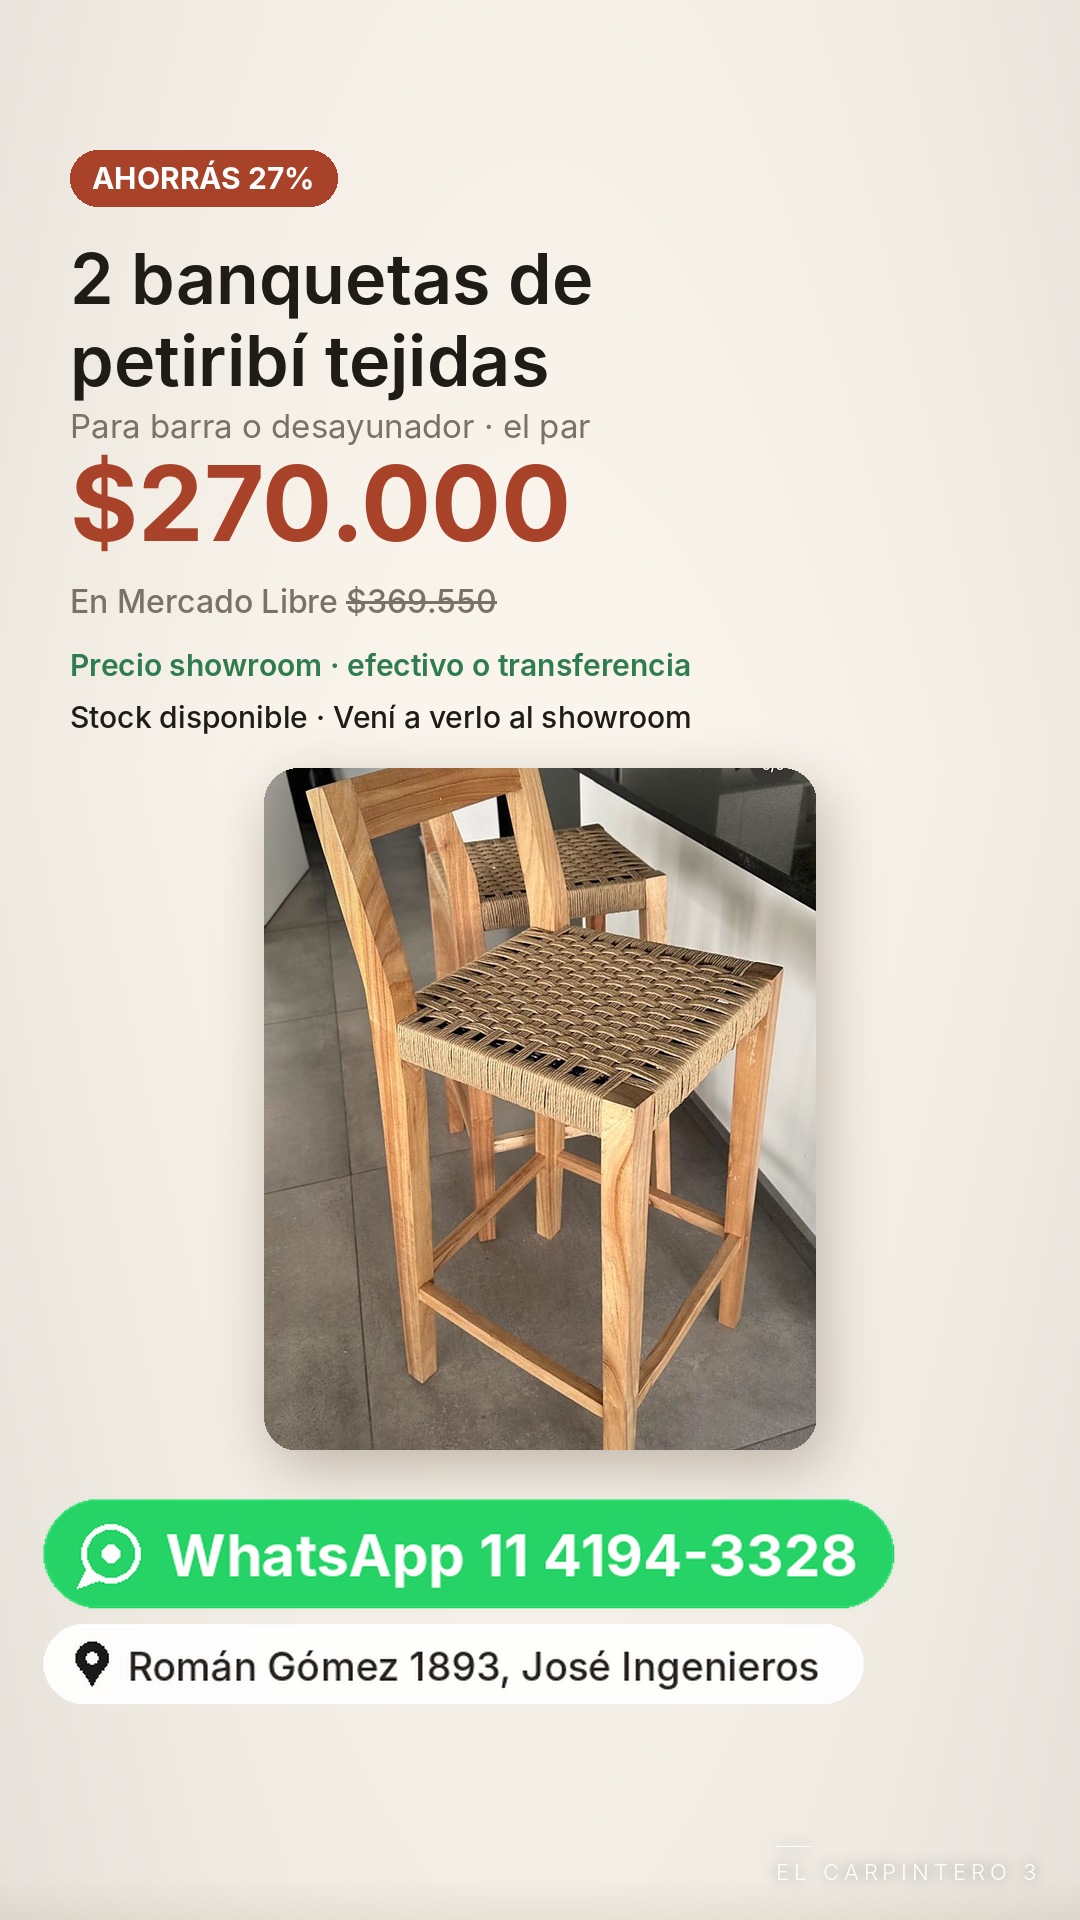 AHORRÁS 27%
2 banquetas de
petiribí tejidas
Para barra o desayunador · el par
$270.000
En Mercado Libre $369.550
Precio showroom · efectivo o transferencia
Stock disponible · Vení a verlo al showroom
WhatsApp 11 4194-3328
Román Gómez 1893, José Ingenieros
EL CARPINTERO 3